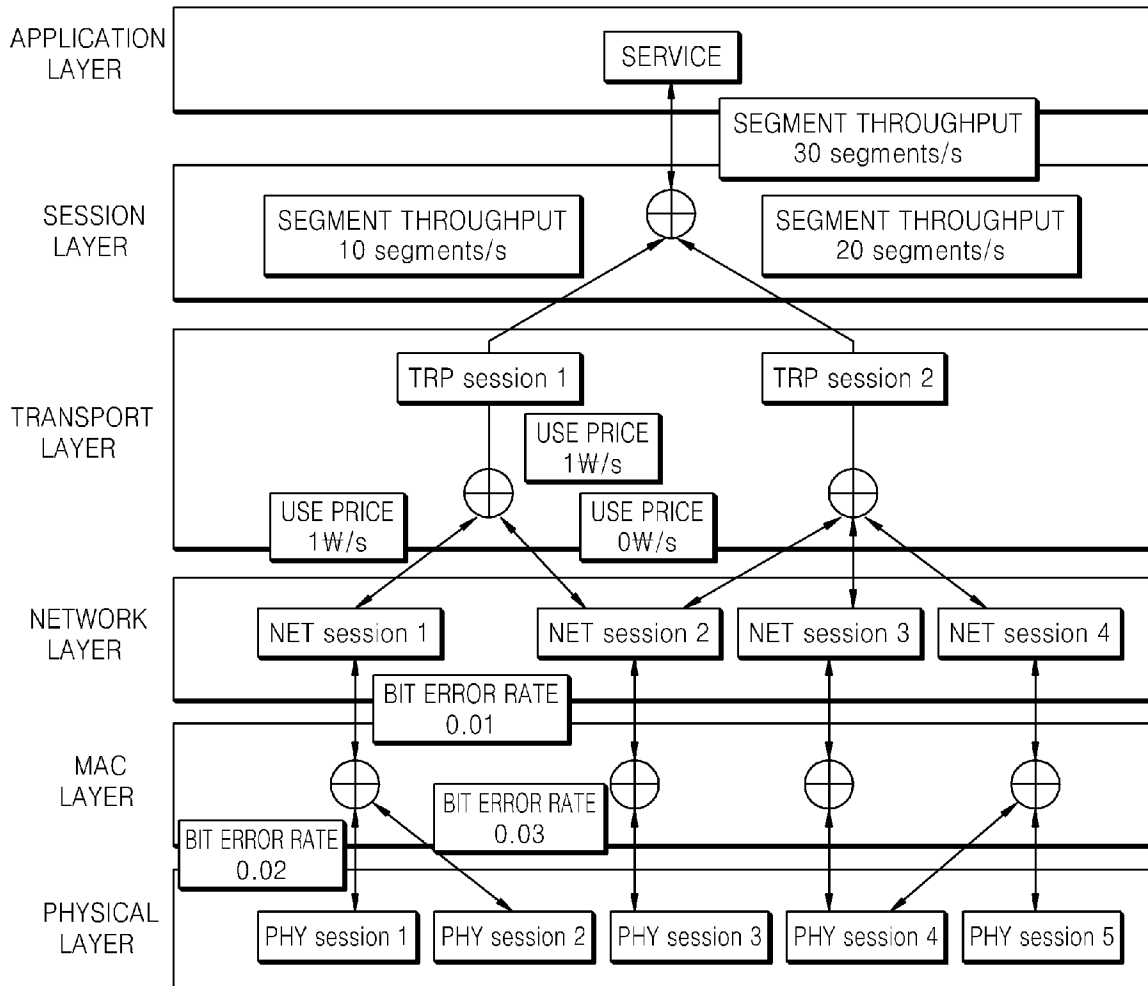 APPLICATION
LAYER
SERVICE
SEGMENT THROUGHPUT
30 segments/s
SESSION
LAYER
SEGMENT THROUGHPUT
10 segments/s
SEGMENT THROUGHPUT
20 segments/s
TRANSPORT
LAYER
TRP session 1
TRP session 2
USE PRICE
1₩/s
USE PRICE
1₩/s
USE PRICE
0₩/s
NETWORK
LAYER
NET session 1
NET session 2
NET session 3
NET session 4
BIT ERROR RATE
0.01
MAC
LAYER
BIT ERROR RATE
0.03
BIT ERROR RATE
0.02
PHYSICAL
LAYER
PHY session 1
PHY session 2
PHY session 3
PHY session 4
PHY session 5